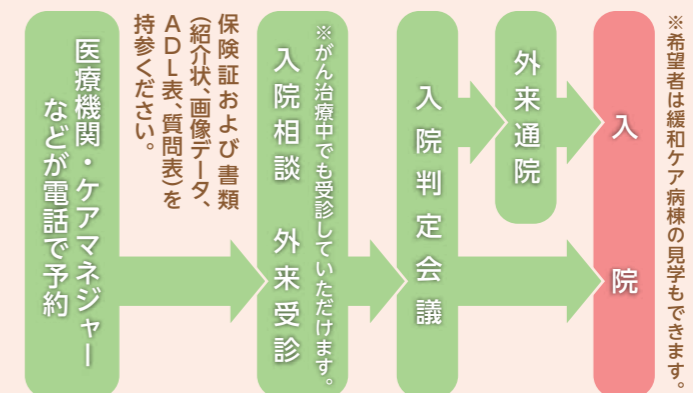 医療機関・ケアマネジャー
などが電話で予約
保険証および書類
（紹介状、画像データ、
ＡＤＬ表、質問表）を
持参ください。
入院相談　外来受診
※がん治療中でも受診していただけます。
入院判定会議
外来通院
入院
※希望者は緩和ケア病棟の見学もできます。